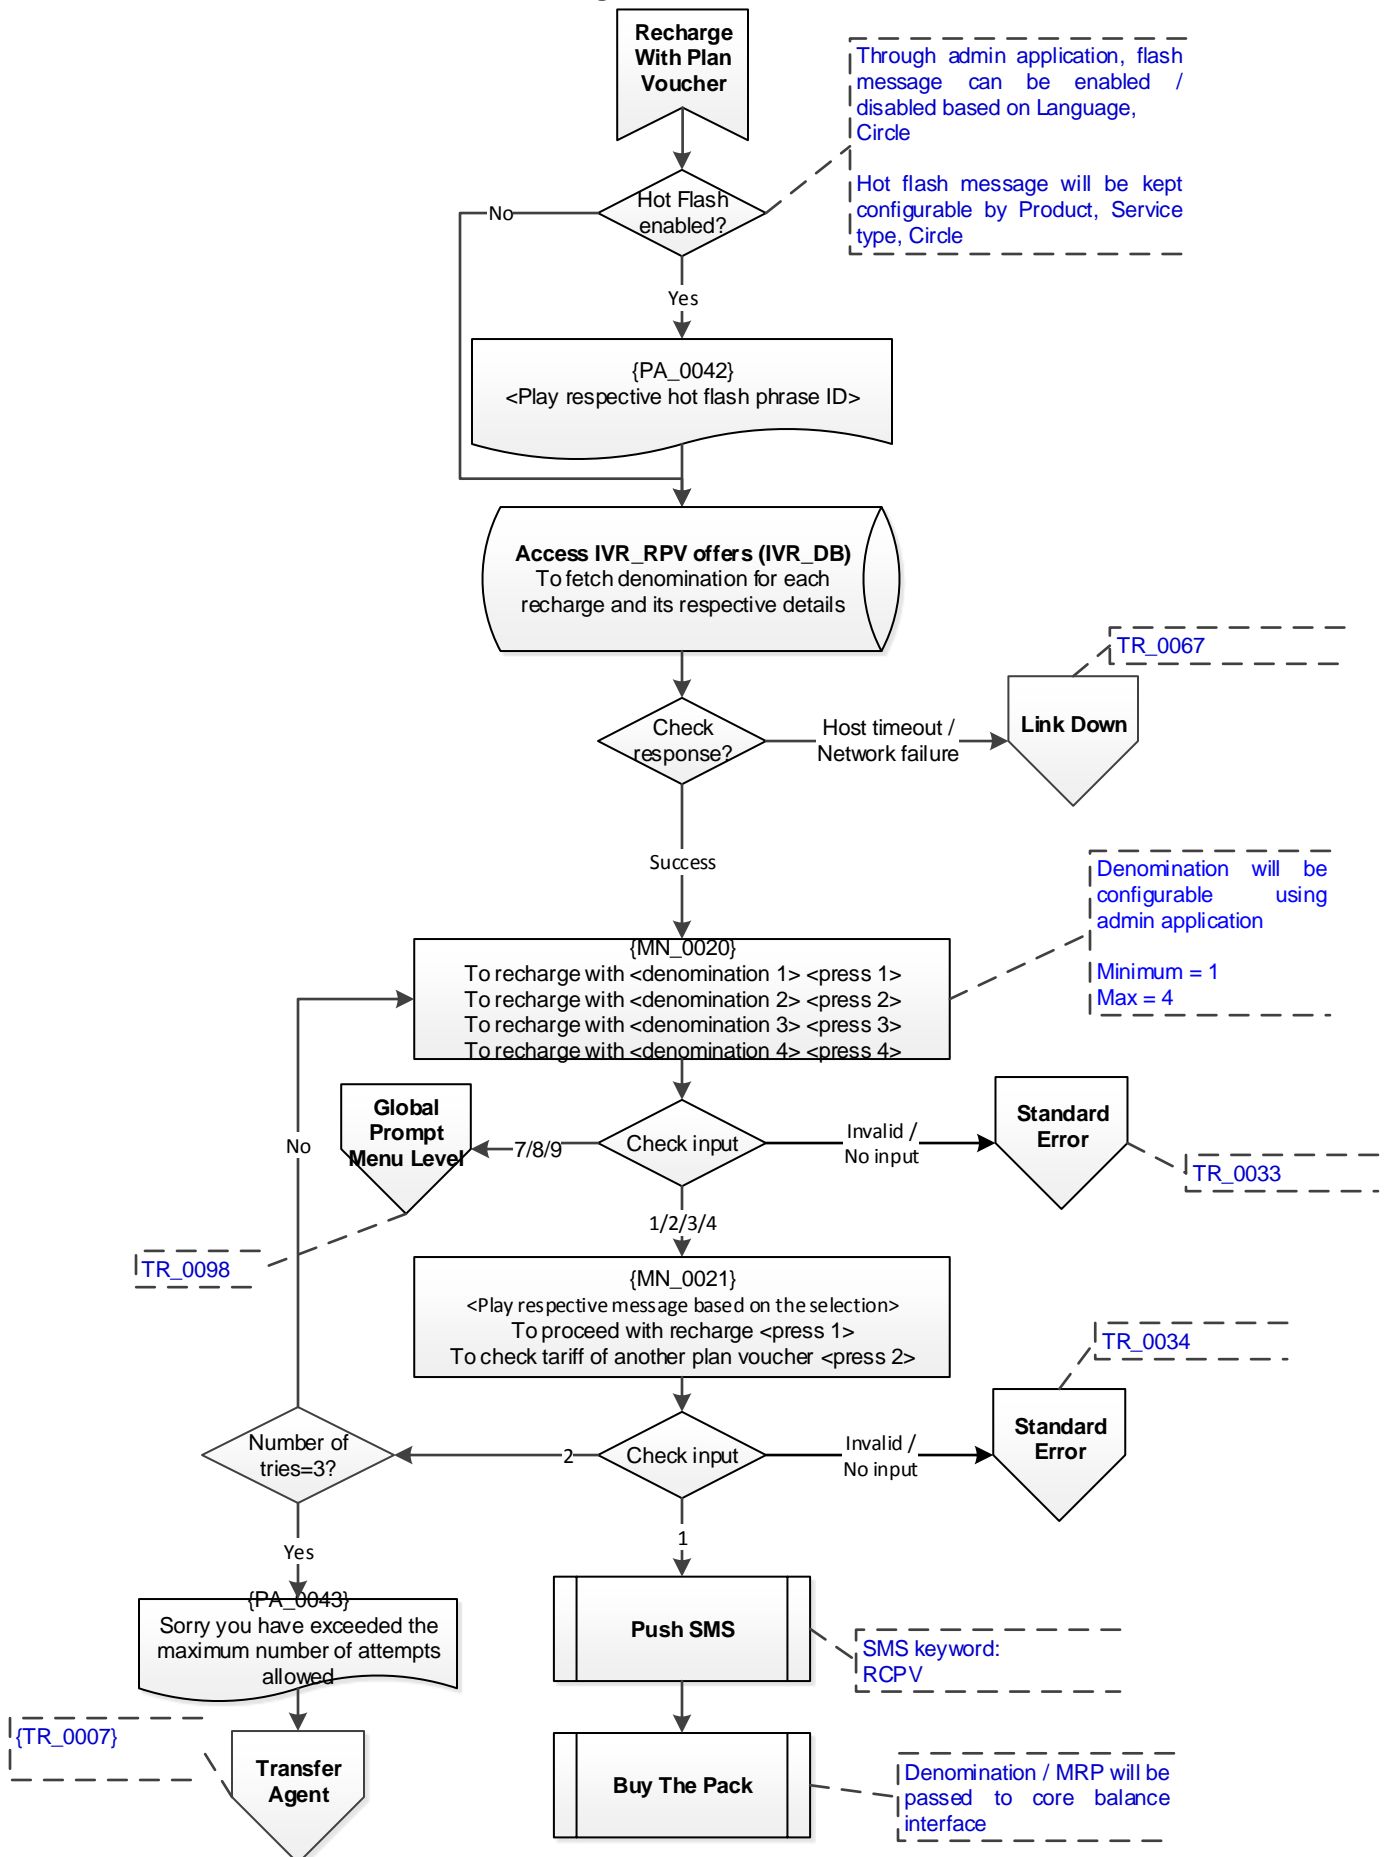 Recharge
With Plan
Voucher
Through admin application, flash
message can be enabled /
disabled based on Language,
Circle
Hot flash message will be kept
configurable by Product, Service
type, Circle
Hot Flash
enabled?
No
Yes
{PA_0042}
<Play respective hot flash phrase ID>
Access IVR_RPV offers (IVR_DB)
To fetch denomination for each
recharge and its respective details
TR_0067
Link Down
Check
response?
Host timeout /
Network failure
Success
Denomination will be
configurable using
admin application
Minimum = 1
Max = 4
{MN_0020}
To recharge with <denomination 1> <press 1>
To recharge with <denomination 2> <press 2>
To recharge with <denomination 3> <press 3>
To recharge with <denomination 4> <press 4>
Global
Prompt
Menu Level
7/8/9
Check input
Invalid /
No input
Standard
Error
TR_0033
No
1/2/3/4
TR_0098
{MN_0021}
<Play respective message based on the selection>
To proceed with recharge <press 1>
To check tariff of another plan voucher <press 2>
TR_0034
Number of
tries=3?
2
Check input
Invalid /
No input
Standard
Error
1
Yes
{PA_0043}
Sorry you have exceeded the
maximum number of attempts
allowed
Push SMS
SMS keyword:
RCPV
{TR_0007}
Transfer
Agent
Buy The Pack
Denomination / MRP will be
passed to core balance
interface